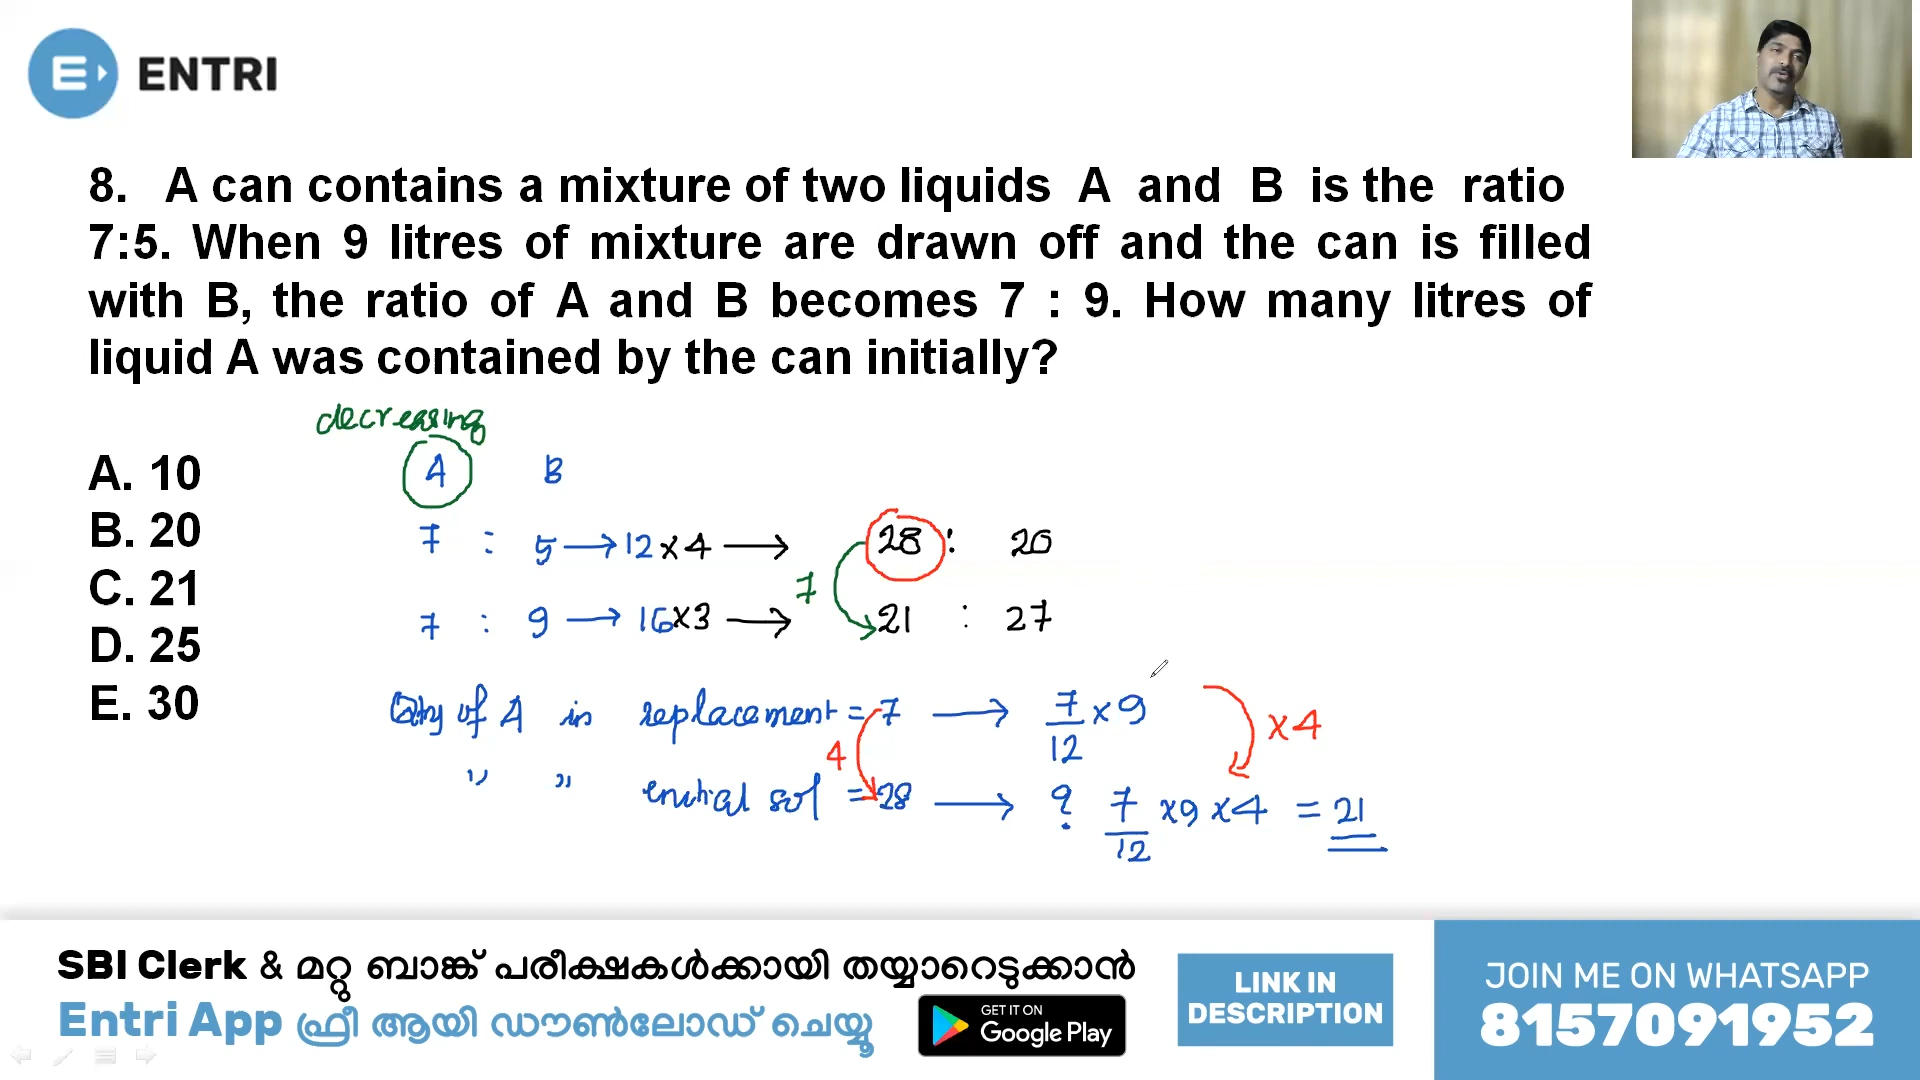 ENTRI
8. A can contains a mixture of two liquids A and B is the ratio
7:5. When 9 litres of mixture are drawn off and the can is filled
with B, the ratio of A and B becomes 7 : 9. How many litres of
liquid A was contained by the can initially?
decreasing
A. 10
B. 20
C. 21
D. 25
E. 30
A B
7 : 5 → 12 x 4 → 28 : 20
7
7 : 9 → 16 x 3 → 21 : 27
Qty of A in replacement = 7 → 7/12 x 9
x 4
4
" " initial sol = 28 → ? 7/12 x 9 x 4 = 21
SBI Clerk & മറ്റു ബാങ്ക് പരീക്ഷകൾക്കായി തയ്യാറെടുക്കാൻ
Entri App ഫ്രീ ആയി ഡൗൺലോഡ് ചെയ്യൂ
GET IT ON
Google Play
LINK IN
DESCRIPTION
JOIN ME ON WHATSAPP
8157091952